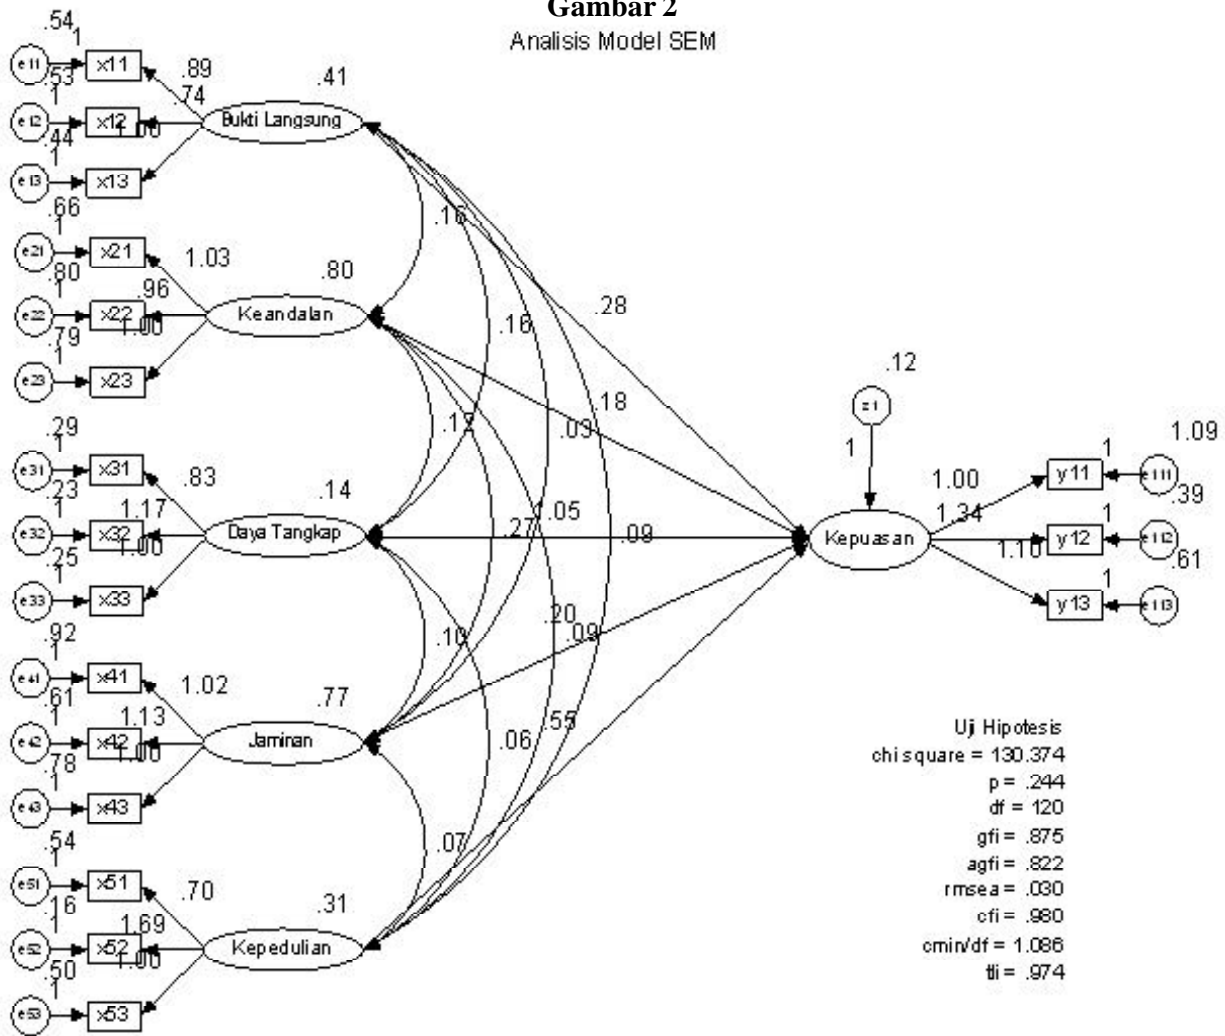 Gambar 2
Analisis Model SEM
.54
1
e11
x11
.89
.41
.53
1
e12
x12
.74
1.00
Bukti Langsung
.44
1
e13
x13
.66
1
e21
x21
1.03
.80
.80
1
e22
x22
.96
1.00
Keandalan
.79
1
e23
x23
.29
1
e31
x31
.83
.14
.23
1
e32
x32
1.17
1.00
Daya Tangkap
.25
1
e33
x33
.92
1
e41
x41
1.02
.77
.61
1
e42
x42
1.13
1.00
Jaminan
.78
1
e43
x43
.54
1
e51
x51
.70
.31
.16
1
e52
x52
1.69
1.00
Kepedulian
.50
1
e53
x53
.16
.28
.16
.18
.12
.03
.27
.05
.09
.20
.10
.09
.06
.55
.07
.12
z1
1
Kepuasan
1.00
y11
1
1.09
e111
1.34
y12
1
.39
e112
1.10
y13
1
.61
e113
Uji Hipotesis
chi square = 130.374
p = .244
df = 120
gfi = .875
agfi = .822
rmsea = .030
cfi = .980
cmin/df = 1.086
tli = .974